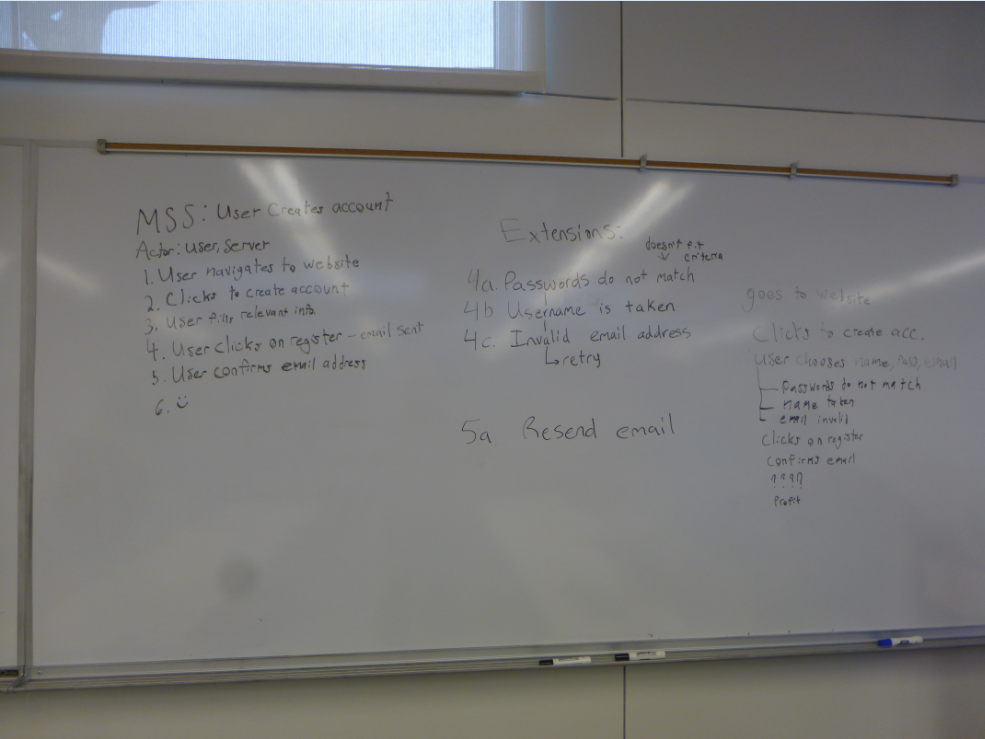 MSS: User Creates account
Actor: User, Server
1. User navigates to website
2. Clicks to create account
3. User fills relevant info.
4. User clicks on register – email sent
5. User confirms email address
6. ☺
Extensions:
doesn't fit
criteria
4a. Passwords do not match
4b Username is taken
4c. Invalid email address
retry
5a Resend email
goes to website
Clicks to create acc.
User chooses name, pass, email
Passwords do not match
name taken
email invalid
Clicks on register
Confirms email
????
Profit